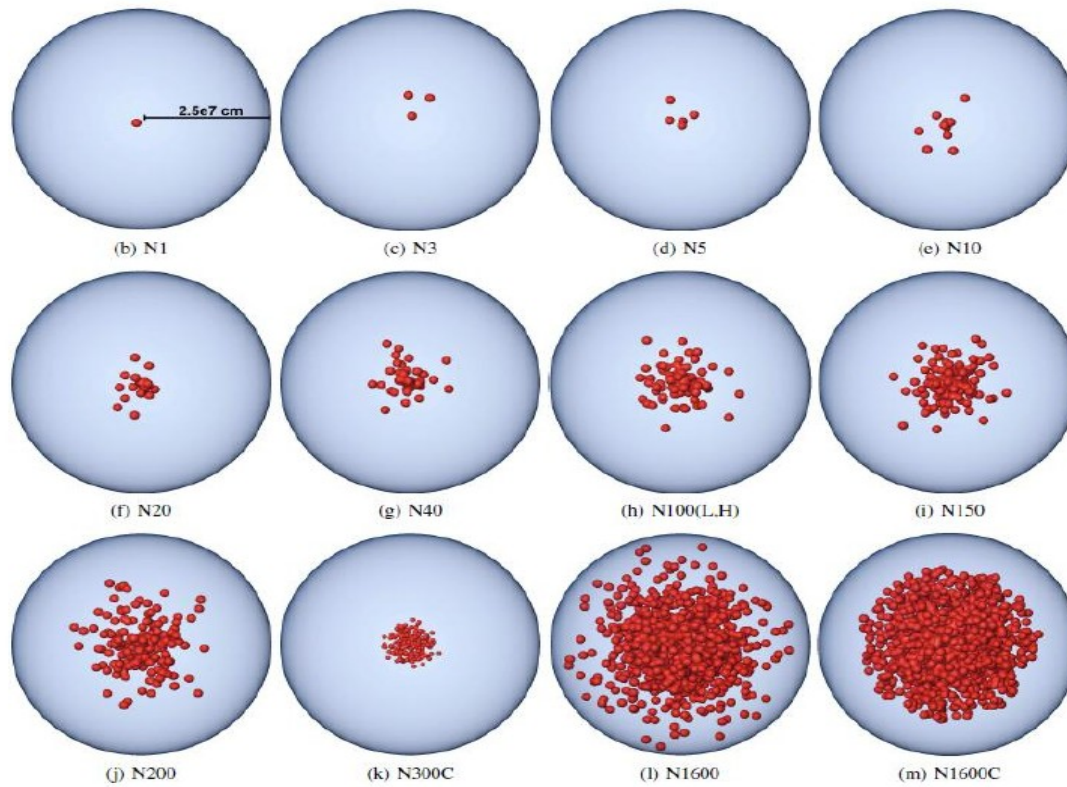 2.5e7 cm
(b) N1
(c) N3
(d) N5
(e) N10
(f) N20
(g) N40
(h) N100(L,H)
(i) N150
(j) N200
(k) N300C
(l) N1600
(m) N1600C